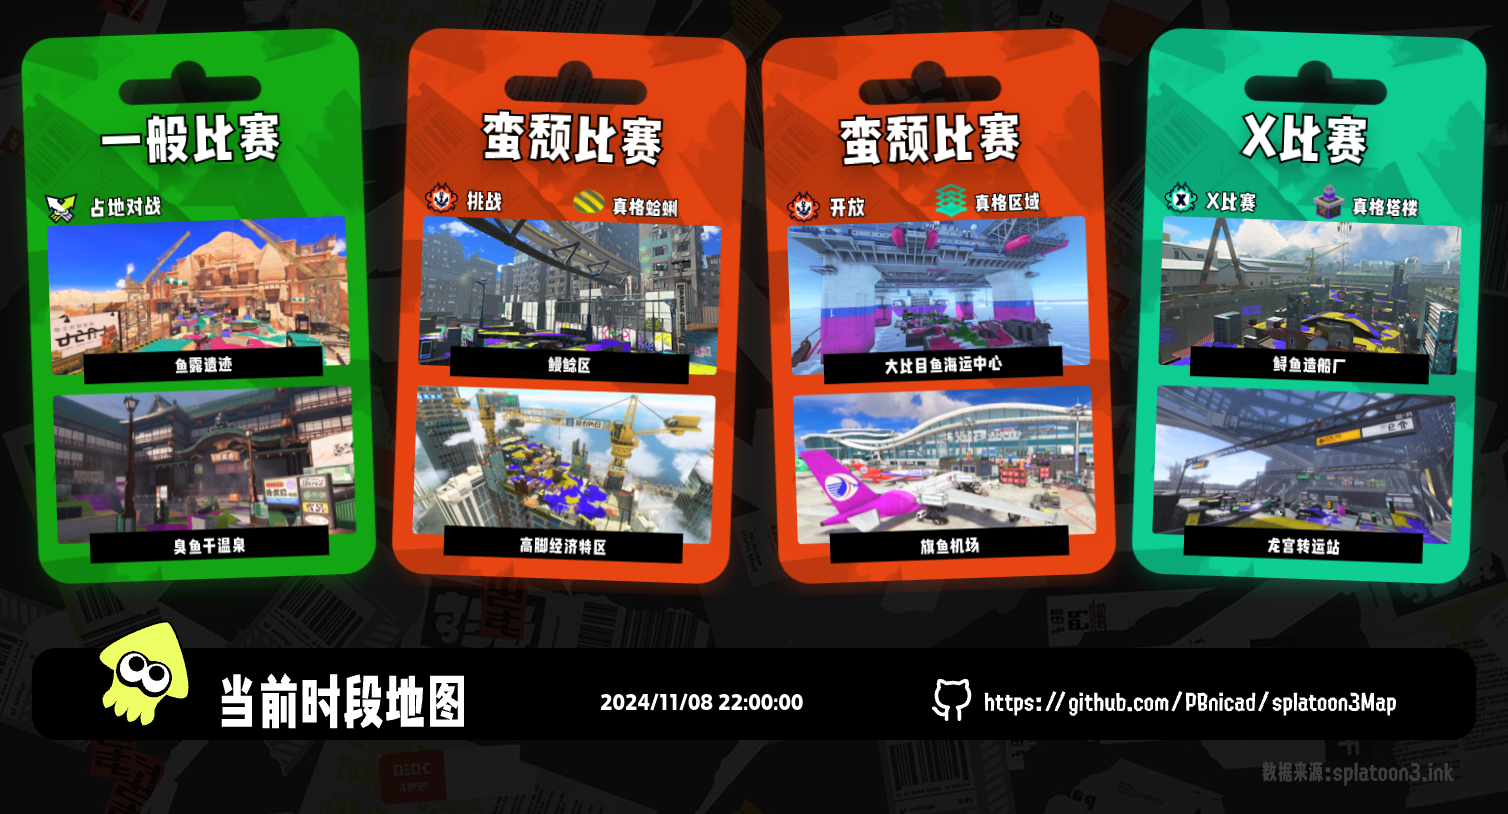 一般比赛
占地对战
鱼露遗迹
臭鱼干温泉
蛮颓比赛
挑战
真格蛤蜊
鳗鲶区
高脚经济特区
蛮颓比赛
开放
真格区域
大比目鱼海运中心
旗鱼机场
X比赛
X比赛
真格塔楼
鲟鱼造船厂
龙宫转运站
当前时段地图
2024/11/08 22:00:00
https://github.com/PBnicad/splatoon3Map
数据来源:splatoon3.ink